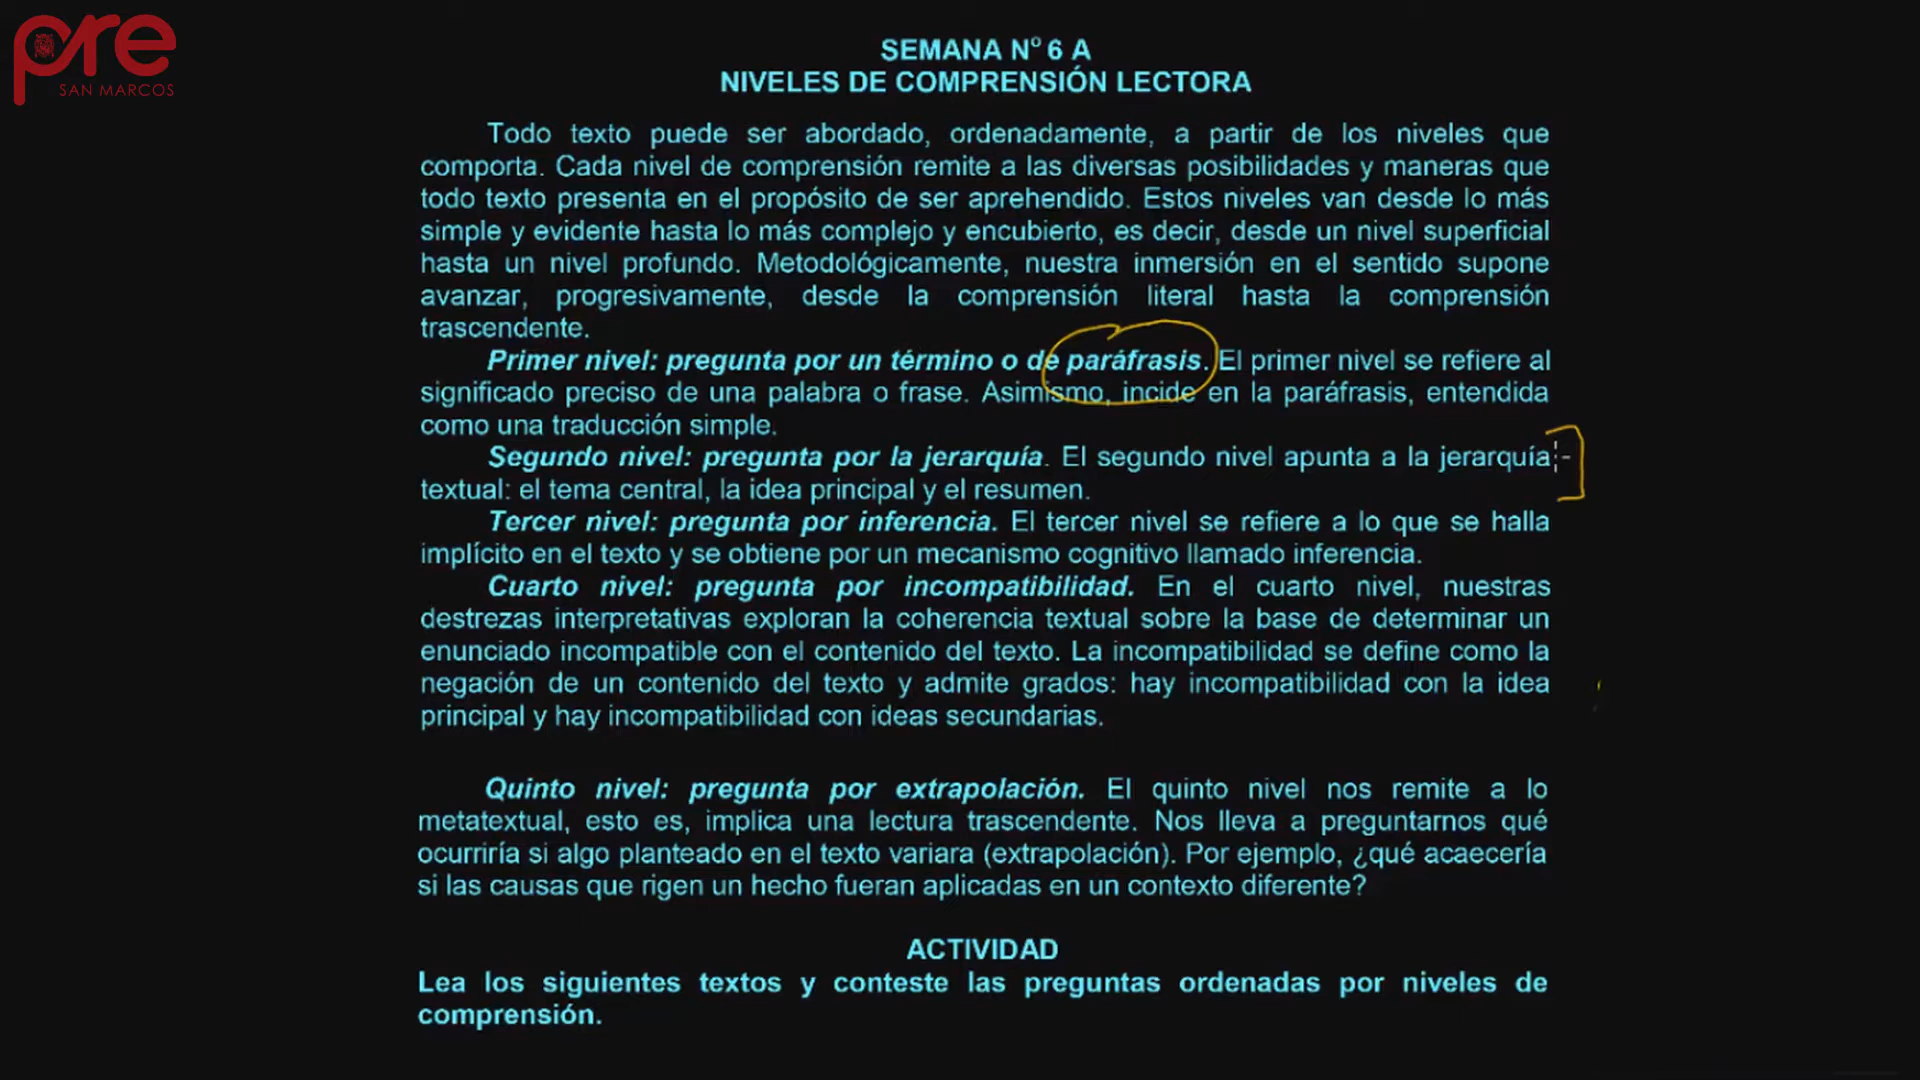 pre
SAN MARCOS
SEMANA Nº 6 A
NIVELES DE COMPRENSIÓN LECTORA
Todo texto puede ser abordado, ordenadamente, a partir de los niveles que
comporta. Cada nivel de comprensión remite a las diversas posibilidades y maneras que
todo texto presenta en el propósito de ser aprehendido. Estos niveles van desde lo más
simple y evidente hasta lo más complejo y encubierto, es decir, desde un nivel superficial
hasta un nivel profundo. Metodológicamente, nuestra inmersión en el sentido supone
avanzar, progresivamente, desde la comprensión literal hasta la comprensión
trascendente.
Primer nivel: pregunta por un término o de paráfrasis. El primer nivel se refiere al
significado preciso de una palabra o frase. Asimismo, incide en la paráfrasis, entendida
como una traducción simple.
Segundo nivel: pregunta por la jerarquía. El segundo nivel apunta a la jerarquía
textual: el tema central, la idea principal y el resumen.
Tercer nivel: pregunta por inferencia. El tercer nivel se refiere a lo que se halla
implícito en el texto y se obtiene por un mecanismo cognitivo llamado inferencia.
Cuarto nivel: pregunta por incompatibilidad. En el cuarto nivel, nuestras
destrezas interpretativas exploran la coherencia textual sobre la base de determinar un
enunciado incompatible con el contenido del texto. La incompatibilidad se define como la
negación de un contenido del texto y admite grados: hay incompatibilidad con la idea
principal y hay incompatibilidad con ideas secundarias.
Quinto nivel: pregunta por extrapolación. El quinto nivel nos remite a lo
metatextual, esto es, implica una lectura trascendente. Nos lleva a preguntarnos qué
ocurriría si algo planteado en el texto variara (extrapolación). Por ejemplo, ¿qué acaecería
si las causas que rigen un hecho fueran aplicadas en un contexto diferente?
ACTIVIDAD
Lea los siguientes textos y conteste las preguntas ordenadas por niveles de
comprensión.